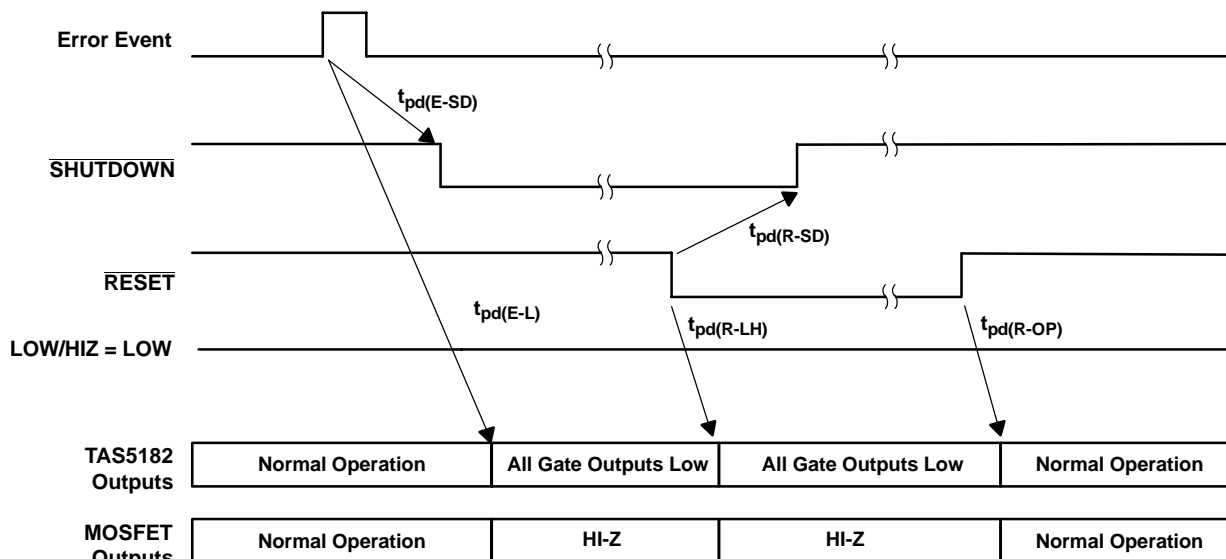 Error Event
tpd(E-SD)
SHUTDOWN
tpd(R-SD)
RESET
tpd(E-L)
tpd(R-LH)
tpd(R-OP)
LOW/HIZ = LOW
TAS5182
Outputs
Normal Operation
All Gate Outputs Low
All Gate Outputs Low
Normal Operation
MOSFET
Outputs
Normal Operation
HI-Z
HI-Z
Normal Operation